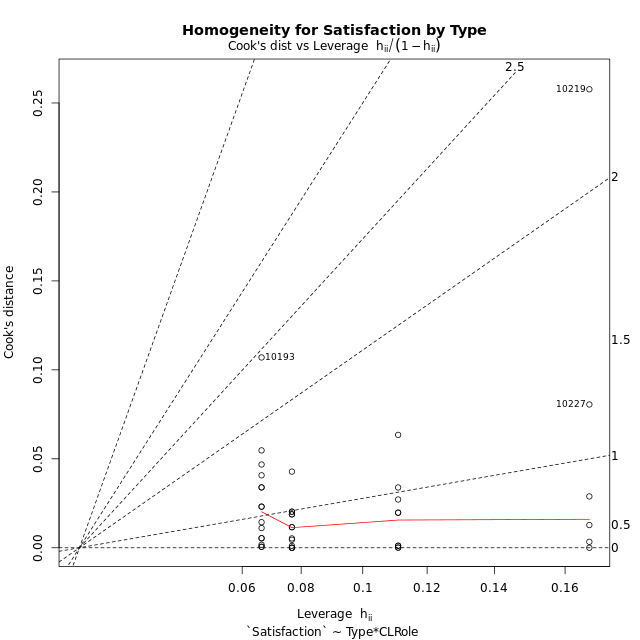 Homogeneity for Satisfaction by Type
Cook's dist vs Leverage hii/(1−hii)
2.5
10219
2
1.5
10193
10227
1
0.5
0
0.00
0.05
0.10
0.15
0.20
0.25
Cook's distance
0.06 0.08 0.1 0.12 0.14 0.16
Leverage hii
`Satisfaction` ~ Type*CLRole